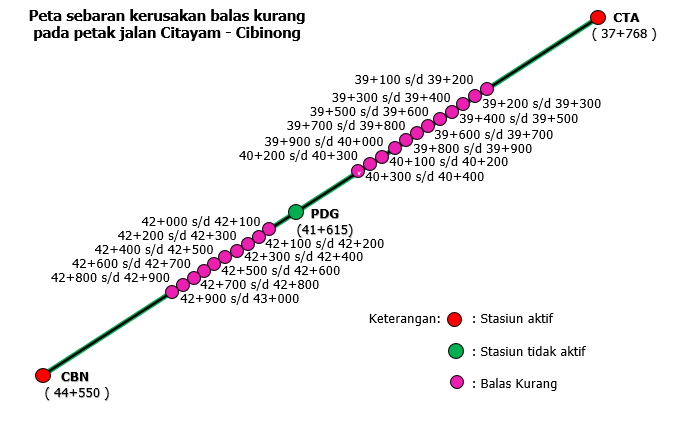 Peta sebaran kerusakan balas kurang
pada petak jalan Citayam - Cibinong
CTA
( 37+768 )
39+100 s/d 39+200
39+200 s/d 39+300
39+300 s/d 39+400
39+400 s/d 39+500
39+500 s/d 39+600
39+600 s/d 39+700
39+700 s/d 39+800
39+800 s/d 39+900
39+900 s/d 40+000
40+100 s/d 40+200
40+200 s/d 40+300
40+300 s/d 40+400
PDG
(41+615)
42+000 s/d 42+100
42+100 s/d 42+200
42+200 s/d 42+300
42+300 s/d 42+400
42+400 s/d 42+500
42+500 s/d 42+600
42+600 s/d 42+700
42+700 s/d 42+800
42+800 s/d 42+900
42+900 s/d 43+000
CBN
( 44+550 )
Keterangan: : Stasiun aktif
: Stasiun tidak aktif
: Balas Kurang